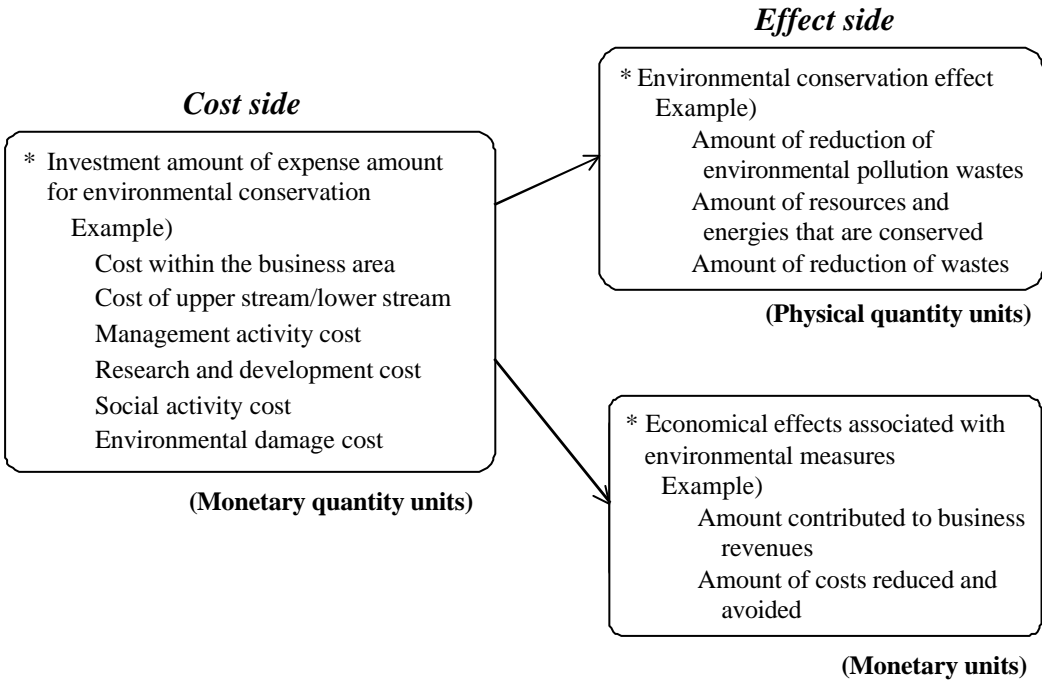 Cost side
* Investment amount of expense amount
for environmental conservation
Example)
Cost within the business area
Cost of upper stream/lower stream
Management activity cost
Research and development cost
Social activity cost
Environmental damage cost
(Monetary quantity units)
Effect side
* Environmental conservation effect
Example)
Amount of reduction of
environmental pollution wastes
Amount of resources and
energies that are conserved
Amount of reduction of wastes
(Physical quantity units)
* Economical effects associated with
environmental measures
Example)
Amount contributed to business
revenues
Amount of costs reduced and
avoided
(Monetary units)